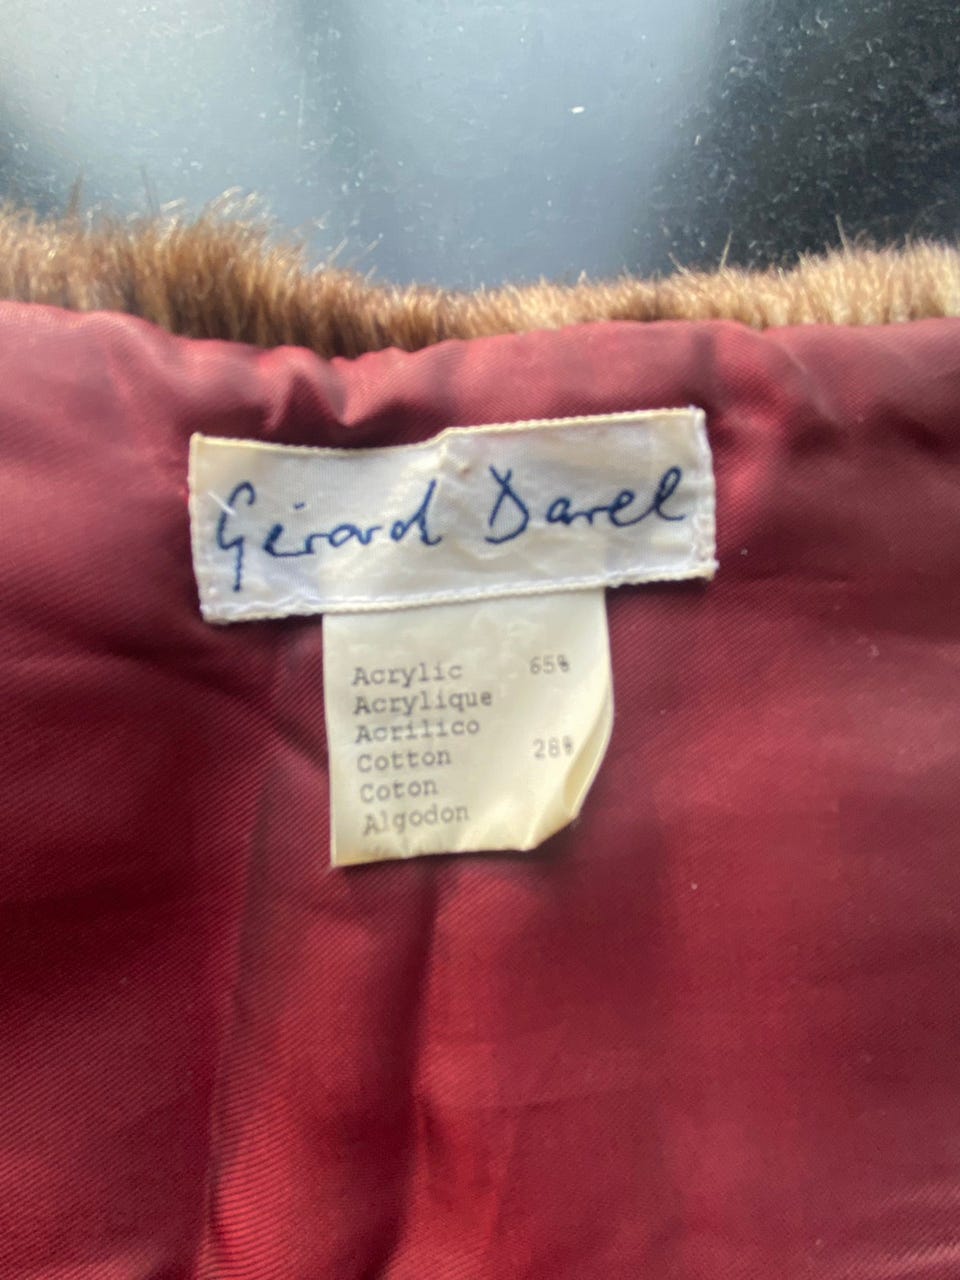 Gérard Darel
Acrylic 65%
Acrylique
Acrilico
Cotton 28%
Coton
Algodon